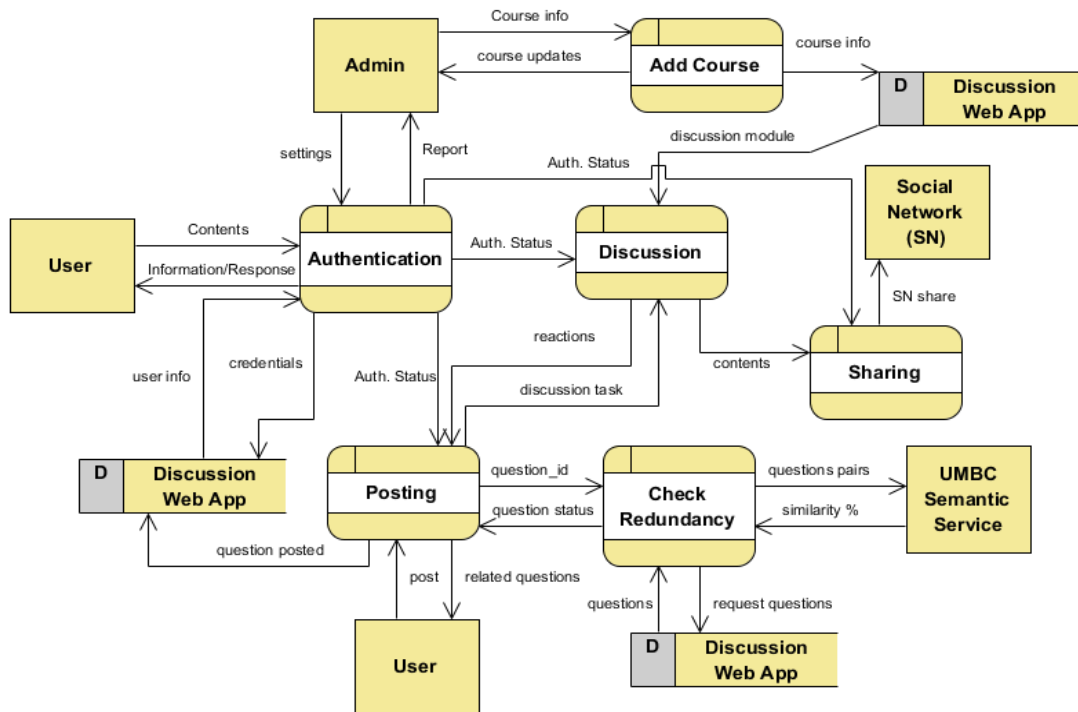 Course info
Admin
course updates
Add Course
course info
D
Discussion
Web App
settings
Report
discussion module
Auth. Status
Social
Network
(SN)
User
Contents
Information/Response
Authentication
Auth. Status
Discussion
SN share
user info
credentials
Auth. Status
reactions
discussion task
contents
Sharing
D
Discussion
Web App
Posting
question_id
question status
Check
Redundancy
questions pairs
similarity %
UMBC
Semantic
Service
question posted
post
related questions
questions
request questions
User
D
Discussion
Web App